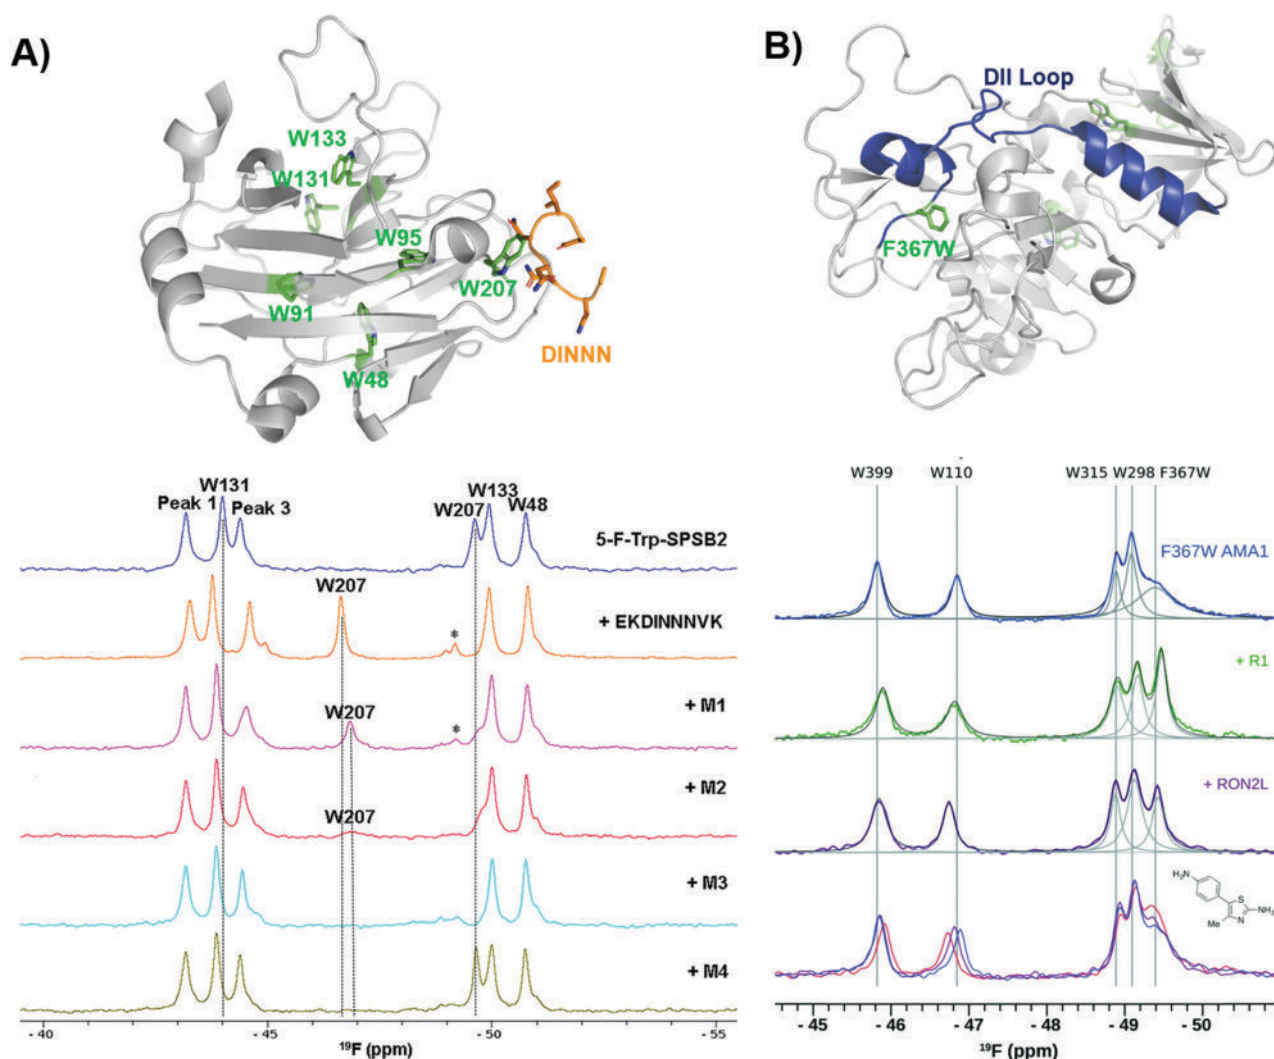 A)
W133
W131
W95
W91
W207
W48
DINNN
B)
DII Loop
F367W
Peak 1
W131
Peak 3
W207
W133
W48
5-F-Trp-SPSB2
W207
+ EKDINNNVK
*
W207
+ M1
*
W207
+ M2
+ M3
+ M4
- 40
- 45
- 50
- 55
19F (ppm)
W399
W110
W315 W298 F367W
F367W AMA1
+ R1
+ RON2L
H2N
S
NH2
Me
N
- 45
- 46
- 47
- 48
- 49
- 50
19F (ppm)